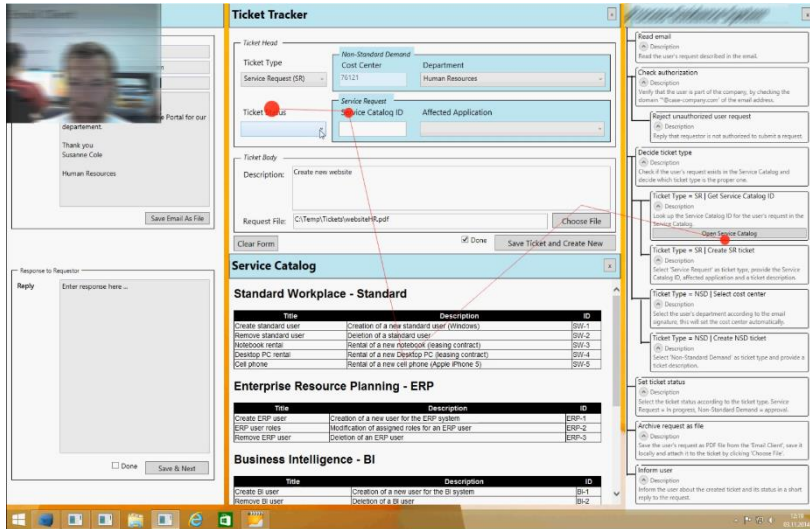 departement.
Thank you
Susanne Cole
Human Resources
Save Email As File
Response to Requestor
Reply
Enter response here ...
Done
Save & Next
Ticket Tracker
x
Ticket Head
Ticket Type
Service Request (SR)
Non-Standard Demand
Cost Center
Department
76121
Human Resources
Ticket Status
Service Request
Service Catalog ID
Affected Application
Ticket Body
Description:
Create new website
Request File:
C:\Temp\Tickets\websiteHR.pdf
Choose File
Clear Form
Done
Save Ticket and Create New
Service Catalog
x
Standard Workplace - Standard
Title Description ID
Create standard user Creation of a new standard user (Windows) SW-1
Remove standard user Deletion of a standard user SW-2
Notebook rental Rental of a new notebook (leasing contract) SW-3
Desktop PC rental Rental of a new Desktop PC (leasing contract) SW-4
Cell phone Rental of a new cell phone (Apple iPhone 5) SW-5
Enterprise Resource Planning - ERP
Title Description ID
Create ERP user Creation of a new user for the ERP system ERP-1
ERP user roles Modification of assigned roles for an ERP user ERP-2
Remove ERP user Deletion of an ERP user ERP-3
Business Intelligence - BI
Title Description ID
Create BI user Creation of a new user for the BI system BI-1
Remove BI user Deletion of a BI user BI-2
Read email
Description
Read the user's request described in the email.
Check authorization
Description
Verify that the user is part of the company, by checking the
domain "@case-company.com" of the email address.
Reject unauthorized user request
Description
Reply that requestor is not authorized to submit a request.
Decide ticket type
Description
Check if the user's request exists in the Service Catalog and
decide which ticket type is the proper one.
Ticket Type = SR | Get Service Catalog ID
Description
Look up the Service Catalog ID for the user's request in the
Service Catalog.
Open Service Catalog
Ticket Type = SR | Create SR ticket
Description
Select 'Service Request' as ticket type, provide the Service
Catalog ID, affected application and a ticket description.
Ticket Type = NSD | Select cost center
Description
Select the user's department according to the email
signature, this will set the cost center automatically.
Ticket Type = NSD | Create NSD ticket
Description
Select 'Non-Standard Demand' as ticket type and provide a
ticket description.
Set ticket status
Description
Select the ticket status according to the ticket type. Service
Request = In progress, Non-Standard Demand = approval.
Archive request as file
Description
Save the user's request as PDF file from the 'Email Client', save it
locally and attach it to the ticket by clicking 'Choose File'.
Inform user
Description
Inform the user about the created ticket and its status in a short
reply to the request.